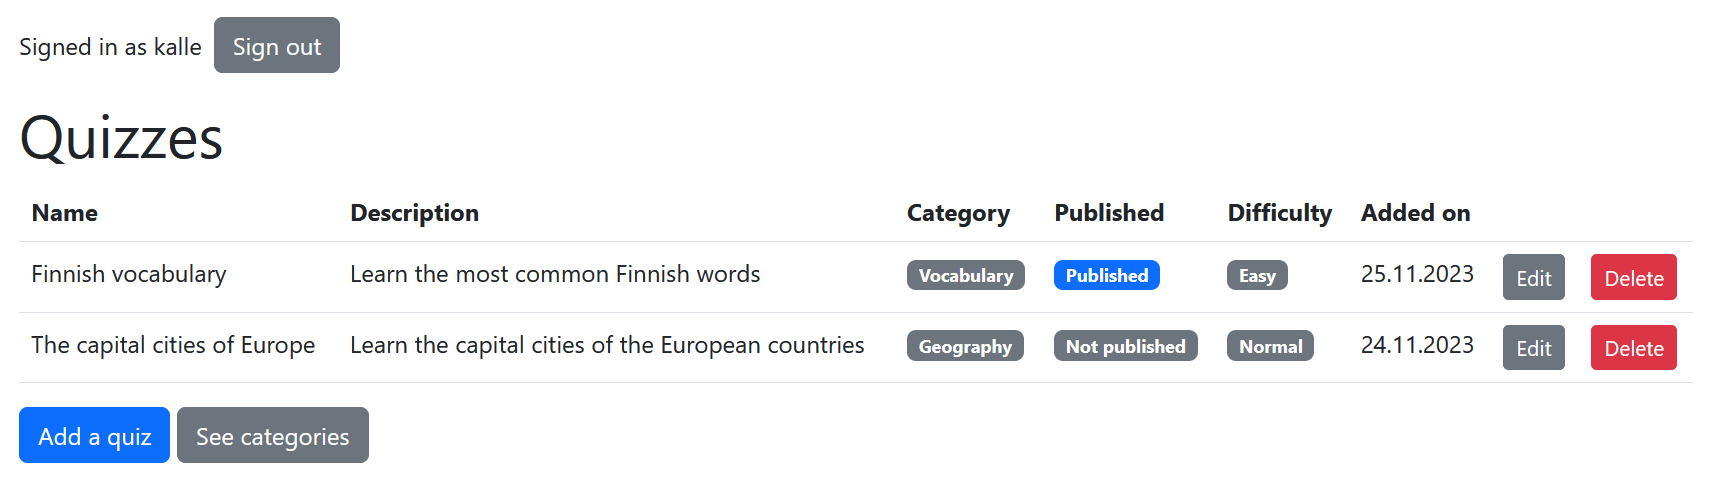 Signed in as kalle Sign out
Quizzes
Name Description Category Published Difficulty Added on
Finnish vocabulary Learn the most common Finnish words Vocabulary Published Easy 25.11.2023 Edit Delete
The capital cities of Europe Learn the capital cities of the European countries Geography Not published Normal 24.11.2023 Edit Delete
Add a quiz See categories